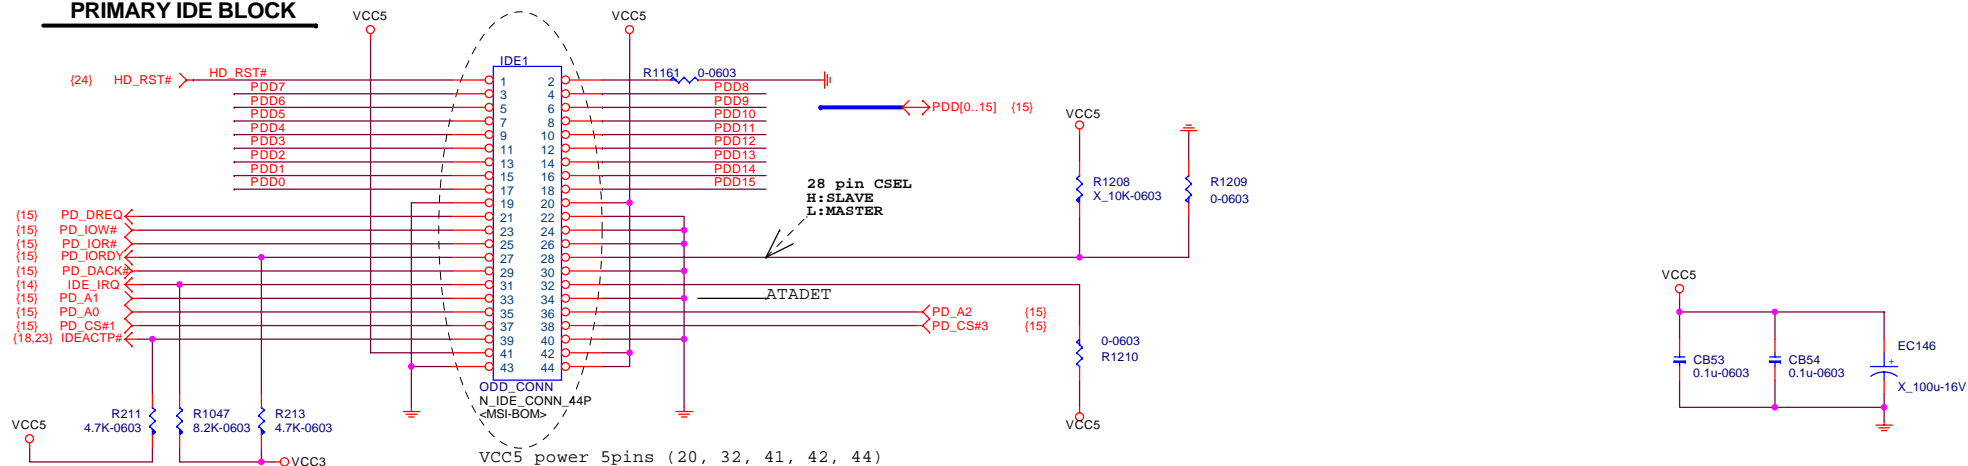 PRIMARY IDE BLOCK
VCC5
VCC5
IDE1
{24} HD_RST# HD_RST# 1 2 R1161 0-0603
PDD7 3 4 PDD8
PDD6 5 6 PDD9 PDD[0..15] {15}
PDD5 7 8 PDD10 VCC5
PDD4 9 10 PDD11
PDD3 11 12 PDD12
PDD2 13 14 PDD13
PDD1 15 16 PDD14
PDD0 17 18 PDD15
28 pin CSEL
H:SLAVE
L:MASTER
R1208
X_10K-0603
R1209
0-0603
19 20
{15} PD_DREQ 21 22
{15} PD_IOW# 23 24
{15} PD_IOR# 25 26
{15} PD_IORDY 27 28
{15} PD_DACK# 29 30
{14} IDE_IRQ 31 32
{15} PD_A1 33 34 ATADET
{15} PD_A0 35 36 PD_A2 {15}
{15} PD_CS#1 37 38 PD_CS#3 {15}
{18,23} IDEACTP# 39 40
41 42
43 44
0-0603
R1210
VCC5
ODD_CONN
N_IDE_CONN_44P
<MSI-BOM>
R211
4.7K-0603
R1047
8.2K-0603
R213
4.7K-0603
VCC5
VCC3
VCC5 power 5pins (20, 32, 41, 42, 44)
VCC5
CB53
0.1u-0603
CB54
0.1u-0603
EC146
+
X_100u-16V